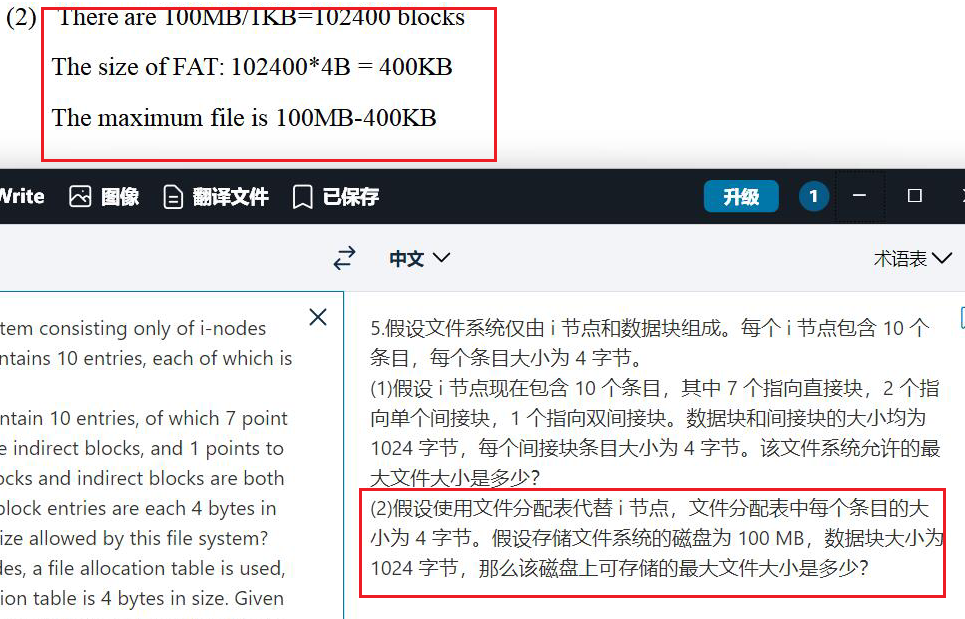 (2) There are 100MB/1KB=102400 blocks
The size of FAT: 102400*4B = 400KB
The maximum file is 100MB-400KB
Write 图像 翻译文件 已保存 升级 1
中文 术语表
tem consisting only of i-nodes
ntains 10 entries, each of which is
ntain 10 entries, of which 7 point
e indirect blocks, and 1 points to
ocks and indirect blocks are both
block entries are each 4 bytes in
ize allowed by this file system?
des, a file allocation table is used,
ion table is 4 bytes in size. Given
5.假设文件系统仅由 i 节点和数据块组成。每个 i 节点包含 10 个
条目，每个条目大小为 4 字节。
(1)假设 i 节点现在包含 10 个条目，其中 7 个指向直接块，2 个指
向单个间接块，1 个指向双间接块。数据块和间接块的大小均为
1024 字节，每个间接块条目大小为 4 字节。该文件系统允许的最
大文件大小是多少？
(2)假设使用文件分配表代替 i 节点，文件分配表中每个条目的大
小为 4 字节。假设存储文件系统的磁盘为 100 MB，数据块大小为
1024 字节，那么该磁盘上可存储的最大文件大小是多少？